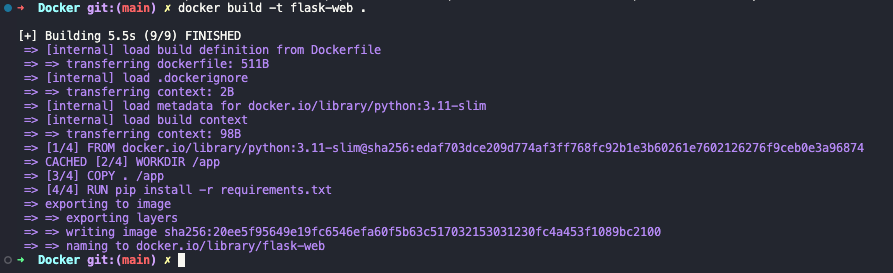 ➜ Docker git:(main) ✗ docker build -t flask-web .
[+] Building 5.5s (9/9) FINISHED
=> [internal] load build definition from Dockerfile
=> => transferring dockerfile: 511B
=> [internal] load .dockerignore
=> => transferring context: 2B
=> [internal] load metadata for docker.io/library/python:3.11-slim
=> [internal] load build context
=> => transferring context: 98B
=> [1/4] FROM docker.io/library/python:3.11-slim@sha256:edaf703dce209d774af3ff768fc92b1e3b60261e7602126276f9ceb0e3a96874
=> CACHED [2/4] WORKDIR /app
=> [3/4] COPY . /app
=> [4/4] RUN pip install -r requirements.txt
=> exporting to image
=> => exporting layers
=> => writing image sha256:20ee5f95649e19fc6546efa60f5b63c517032153031230fc4a453f1089bc2100
=> => naming to docker.io/library/flask-web
➜ Docker git:(main) ✗